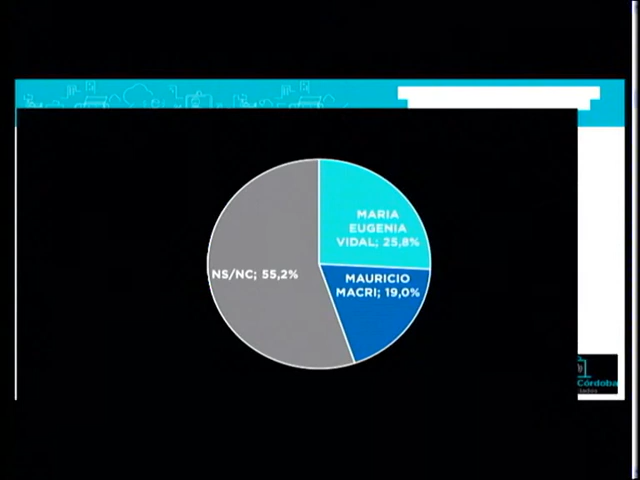 MARIA
EUGENIA
VIDAL; 25,8%
NS/NC; 55,2%
MAURICIO
MACRI; 19,0%
Córdoba